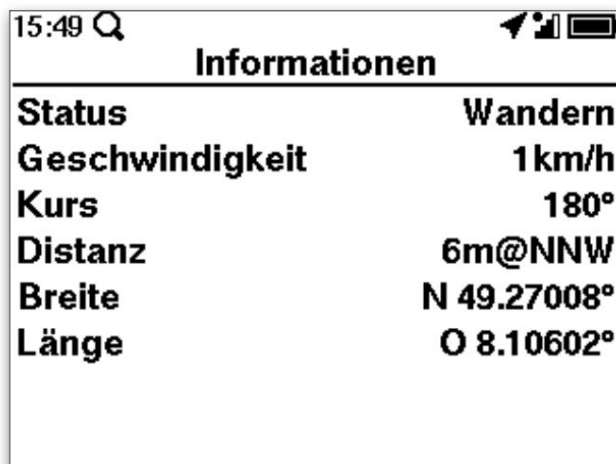 15:49
Informationen
Status Wandern
Geschwindigkeit 1km/h
Kurs 180°
Distanz 6m@NNW
Breite N 49.27008°
Länge O 8.10602°